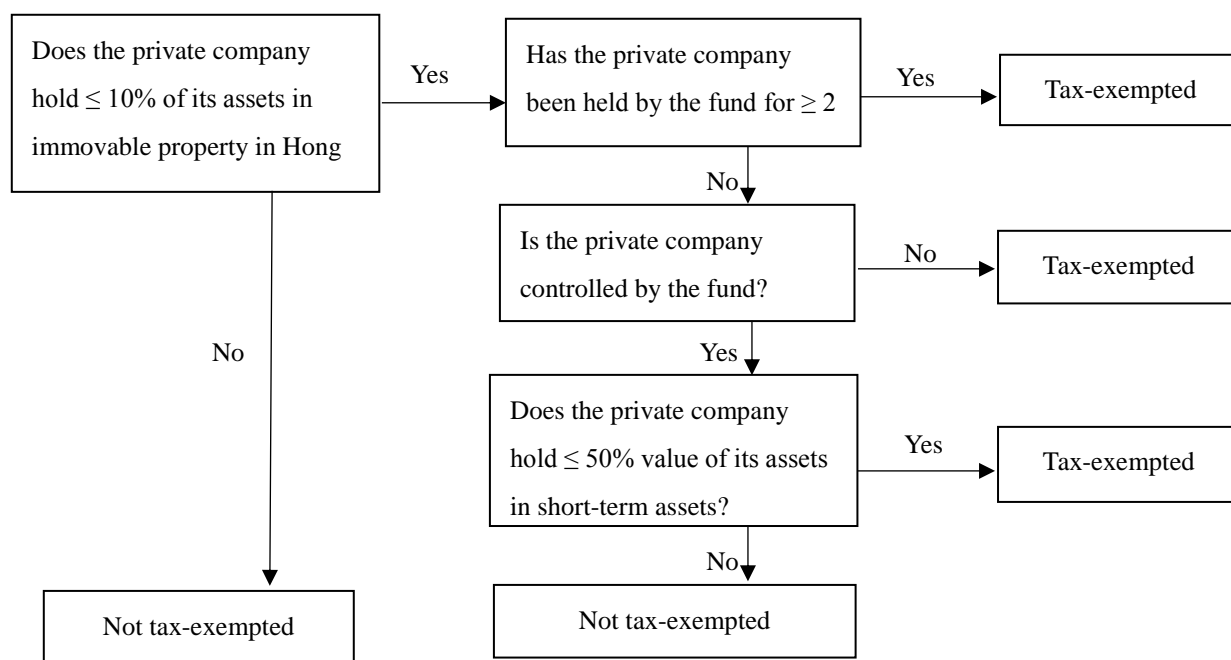 Does the private company
hold ≤ 10% of its assets in
immovable property in Hong
Yes
Has the private company
been held by the fund for ≥ 2
Yes
Tax-exempted
No
Is the private company
controlled by the fund?
No
Tax-exempted
No
Yes
Does the private company
hold ≤ 50% value of its assets
in short-term assets?
Yes
Tax-exempted
No
Not tax-exempted
Not tax-exempted